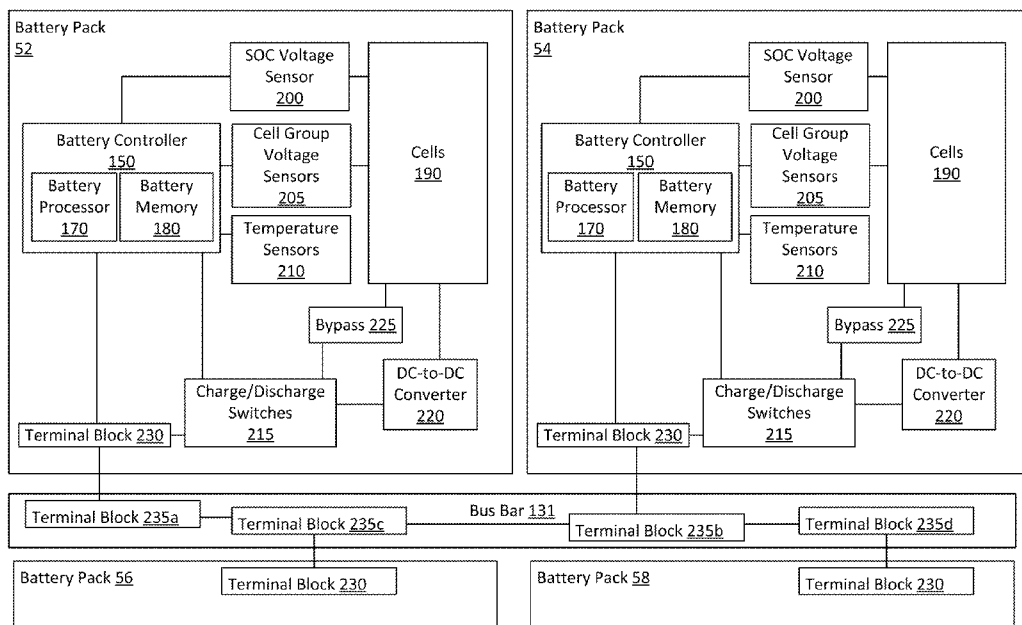 Battery Pack
52
SOC Voltage
Sensor
200
Battery Controller
150
Battery
Processor
170
Battery
Memory
180
Cell Group
Voltage
Sensors
205
Temperature
Sensors
210
Cells
190
Bypass 225
Charge/Discharge
Switches
215
DC-to-DC
Converter
220
Terminal Block 230
Battery Pack
54
SOC Voltage
Sensor
200
Battery Controller
150
Battery
Processor
170
Battery
Memory
180
Cell Group
Voltage
Sensors
205
Temperature
Sensors
210
Cells
190
Bypass 225
Charge/Discharge
Switches
215
DC-to-DC
Converter
220
Terminal Block 230
Terminal Block 235a
Terminal Block 235c
Bus Bar 131
Terminal Block 235b
Terminal Block 235d
Battery Pack 56
Terminal Block 230
Battery Pack 58
Terminal Block 230